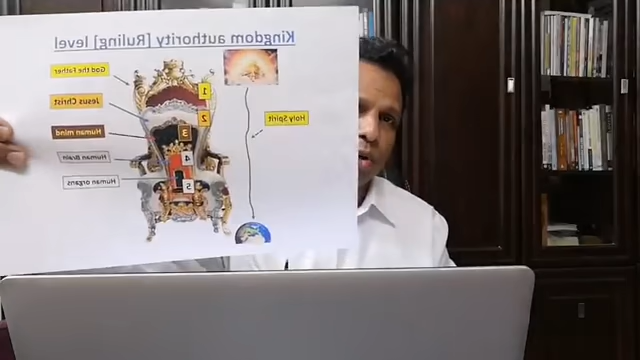 Kingdom authority [Ruling] level]
God the Father
1
Jesus Christ
2
Holy Spirit
Human mind
3
Human Brain
4
Human organs
5